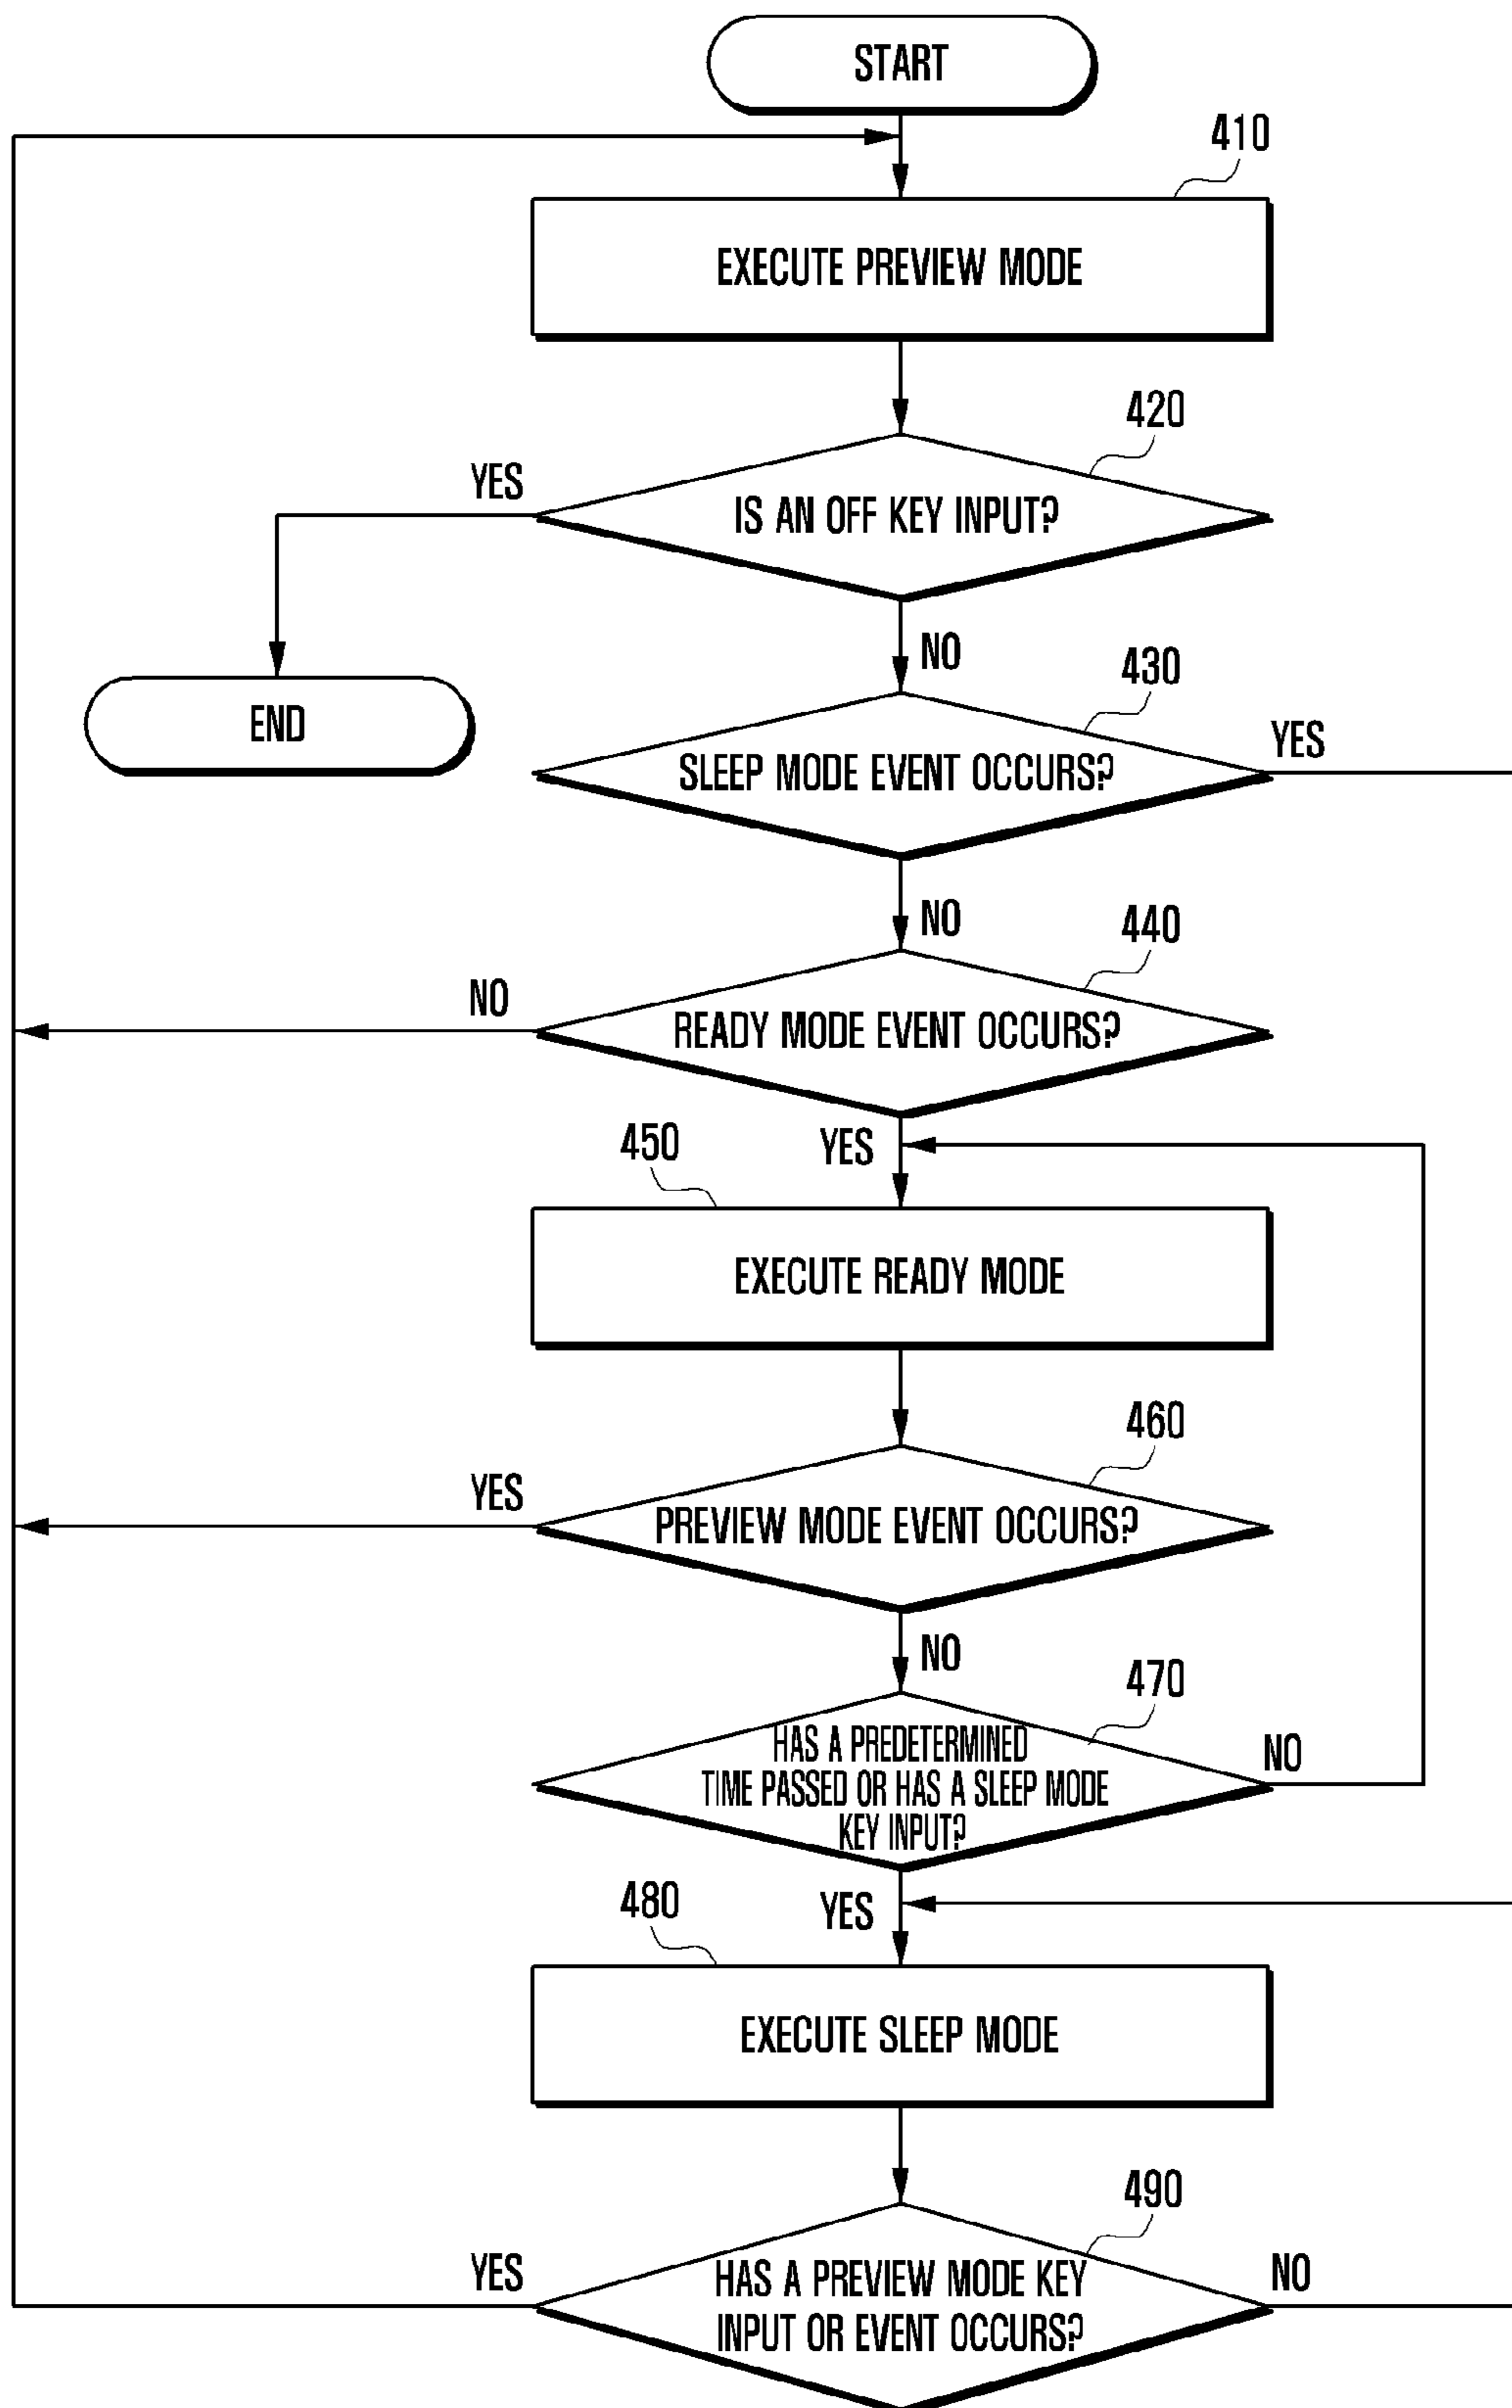 START
410
EXECUTE PREVIEW MODE
420
YES
IS AN OFF KEY INPUT?
NO
430
END
YES
SLEEP MODE EVENT OCCURS?
NO
440
NO
READY MODE EVENT OCCURS?
450
YES
EXECUTE READY MODE
460
YES
PREVIEW MODE EVENT OCCURS?
NO
470
HAS A PREDETERMINED
TIME PASSED OR HAS A SLEEP MODE
KEY INPUT?
NO
480
YES
EXECUTE SLEEP MODE
490
YES
HAS A PREVIEW MODE KEY
INPUT OR EVENT OCCURS?
NO